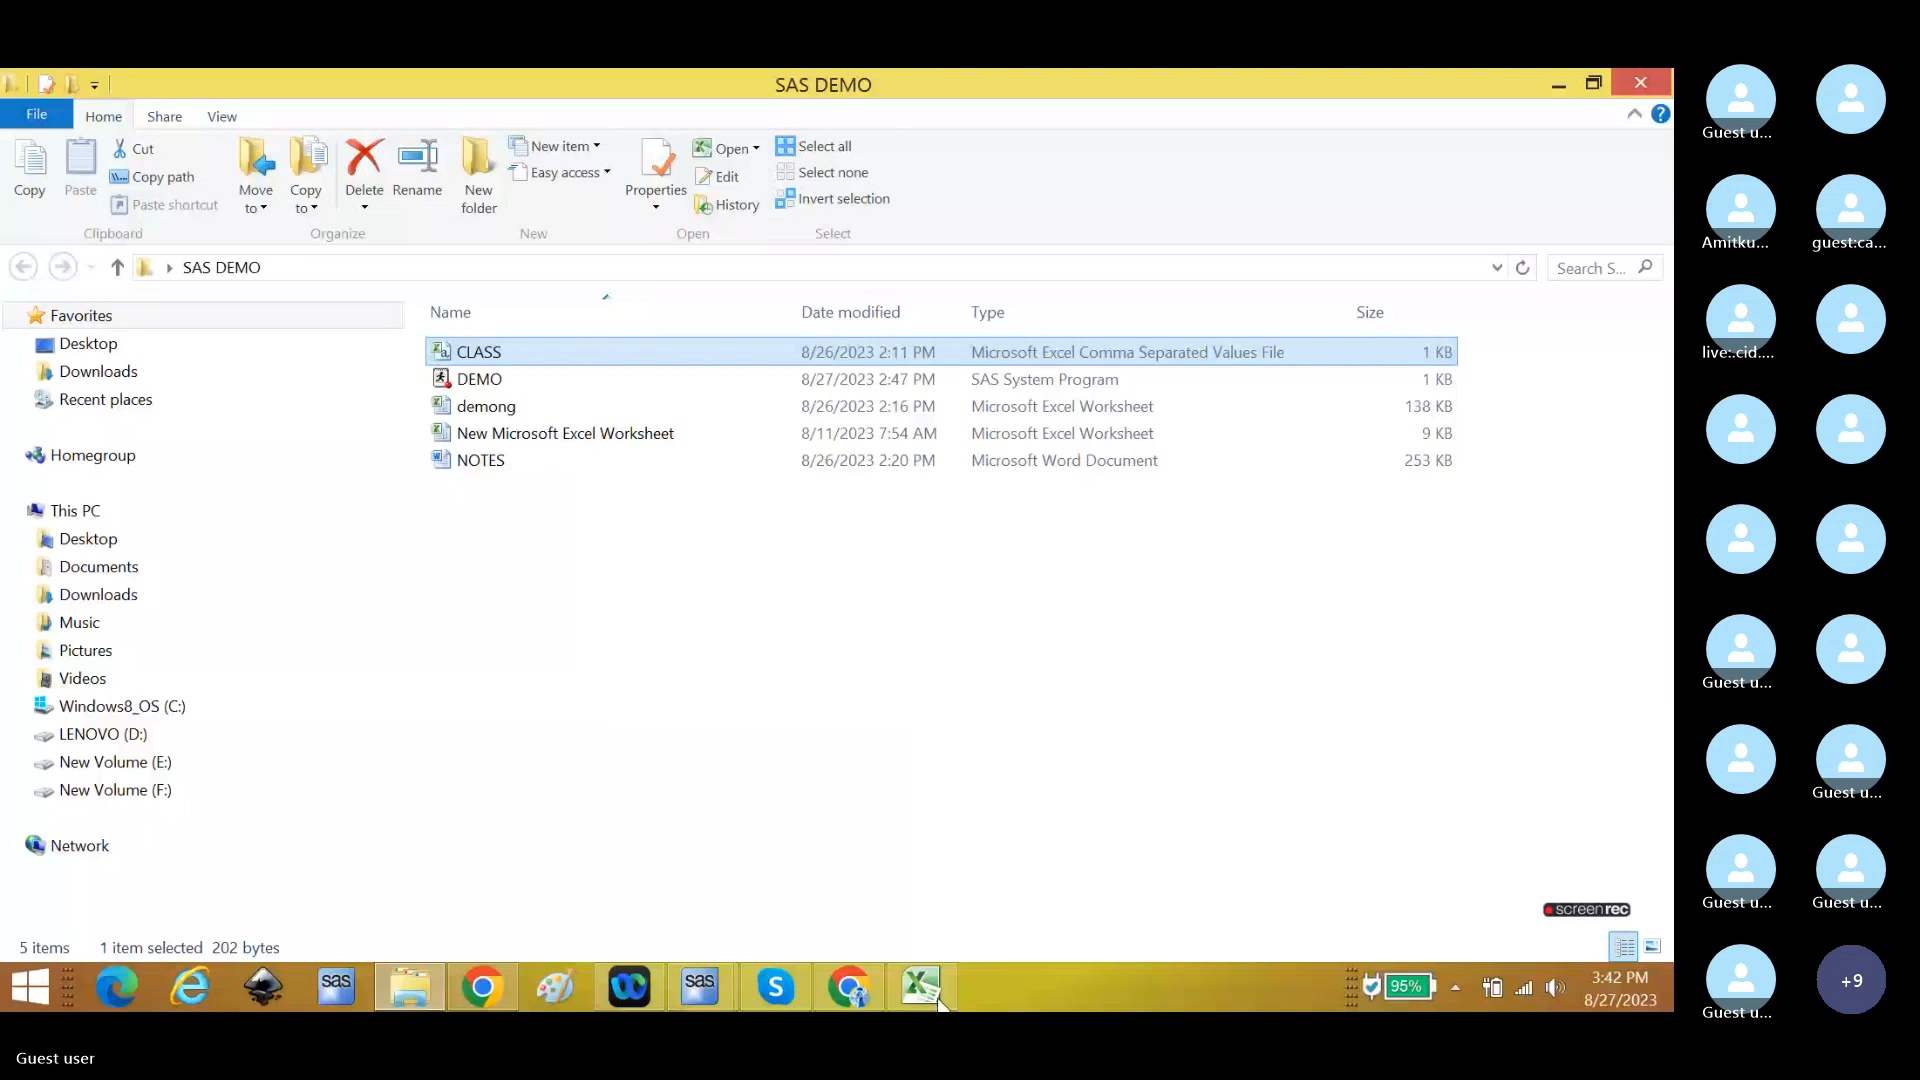 SAS DEMO
File Home Share View
Copy
Paste
Cut
Copy path
Paste shortcut
Clipboard
Move to
Copy to
Delete
Rename
Organize
New folder
New item
Easy access
New
Properties
Open
Edit
History
Open
Select all
Select none
Invert selection
Select
SAS DEMO
Search S...
Favorites
Desktop
Downloads
Recent places
Homegroup
This PC
Desktop
Documents
Downloads
Music
Pictures
Videos
Windows8_OS (C:)
LENOVO (D:)
New Volume (E:)
New Volume (F:)
Network
Name Date modified Type Size
CLASS 8/26/2023 2:11 PM Microsoft Excel Comma Separated Values File 1 KB
DEMO 8/27/2023 2:47 PM SAS System Program 1 KB
demong 8/26/2023 2:16 PM Microsoft Excel Worksheet 138 KB
New Microsoft Excel Worksheet 8/11/2023 7:54 AM Microsoft Excel Worksheet 9 KB
NOTES 8/26/2023 2:20 PM Microsoft Word Document 253 KB
screenrec
5 items 1 item selected 202 bytes
sas
sas
95%
3:42 PM
8/27/2023
Guest user
Guest u...
Amitku... guest:ca...
live:.cid....
Guest u...
Guest u...
Guest u... Guest u...
Guest u...
+9